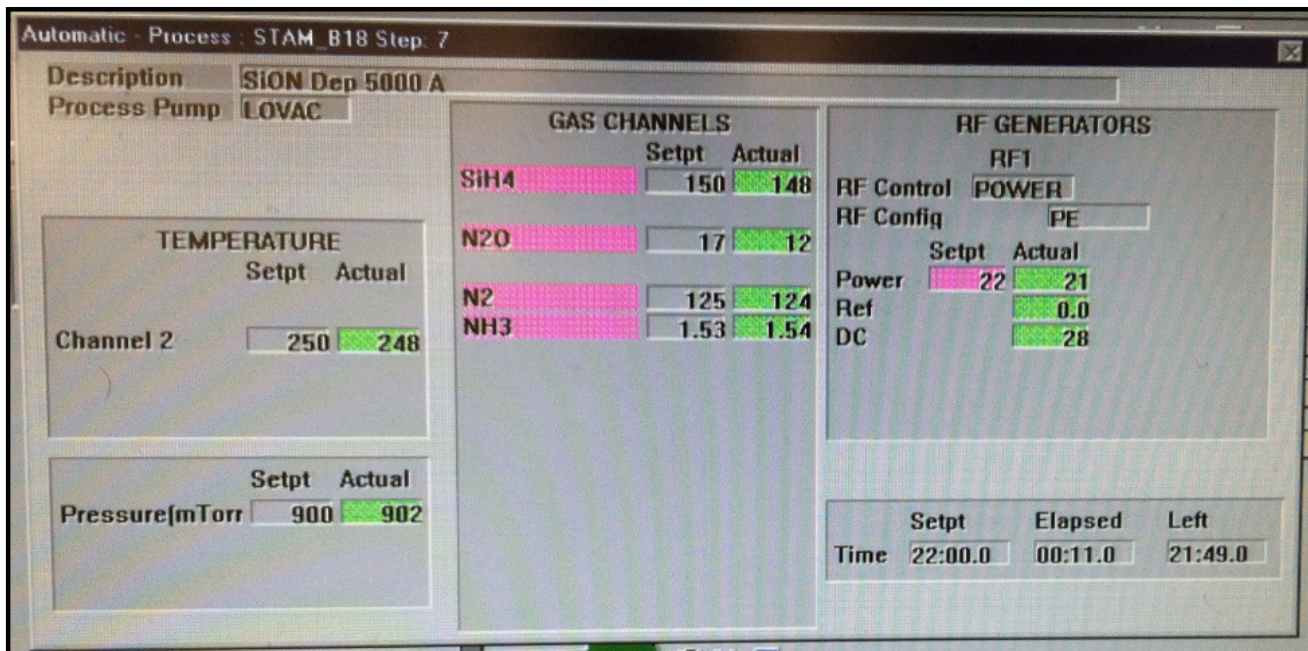 Automatic - Process : STAM_B18 Step: 7
Description SiON Dep 5000 A
Process Pump LOVAC
TEMPERATURE
Setpt Actual
Channel 2 250 248
Setpt Actual
Pressure(mTorr 900 902
GAS CHANNELS
Setpt Actual
SiH4 150 148
N2O 17 12
N2 125 124
NH3 1.53 1.54
RF GENERATORS
RF1
RF Control POWER
RF Config PE
Setpt Actual
Power 22 21
Ref 0.0
DC 28
Setpt Elapsed Left
Time 22:00.0 00:11.0 21:49.0